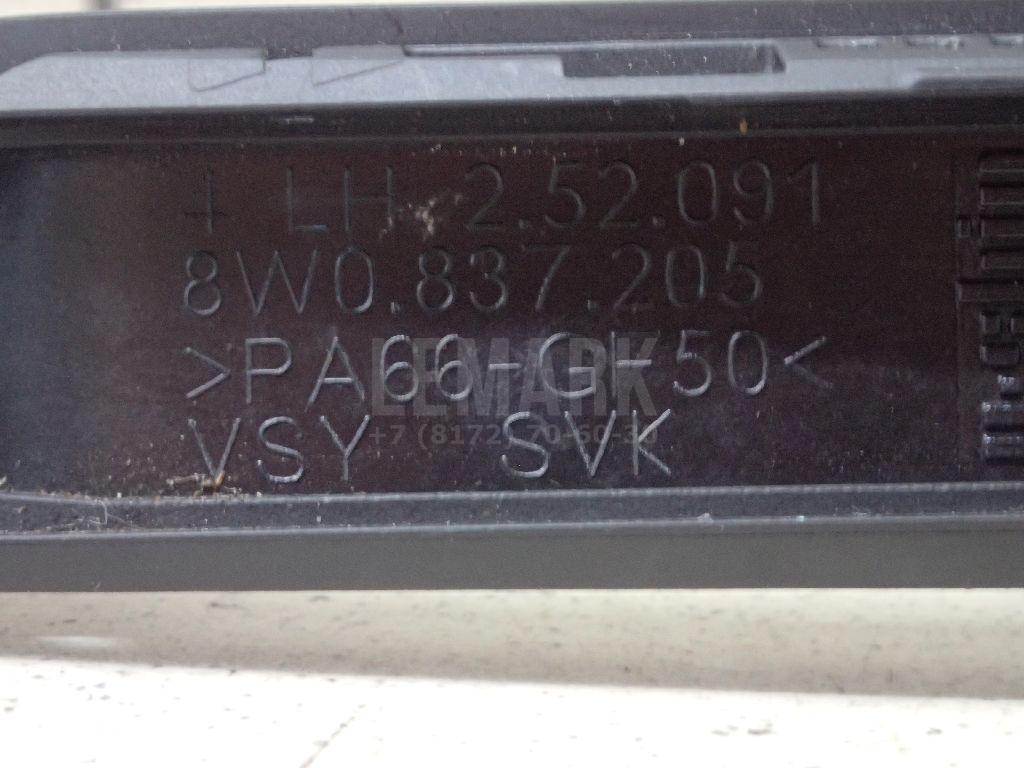 + LH 2.52.091
8W0.837.205
>PA66-GF50<
VSY SVK
LEMARK
+7 (8172) 70-60-30